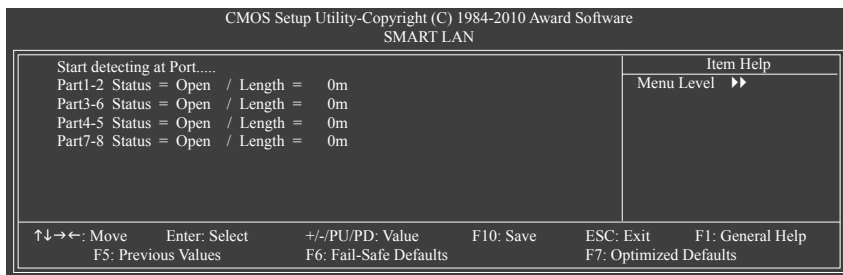 CMOS Setup Utility-Copyright (C) 1984-2010 Award Software
SMART LAN
Start detecting at Port.....
Part1-2 Status = Open / Length = 0m
Part3-6 Status = Open / Length = 0m
Part4-5 Status = Open / Length = 0m
Part7-8 Status = Open / Length = 0m
Item Help
Menu Level ▶▶
↑↓→←: Move Enter: Select +/-/PU/PD: Value F10: Save ESC: Exit F1: General Help
F5: Previous Values F6: Fail-Safe Defaults F7: Optimized Defaults